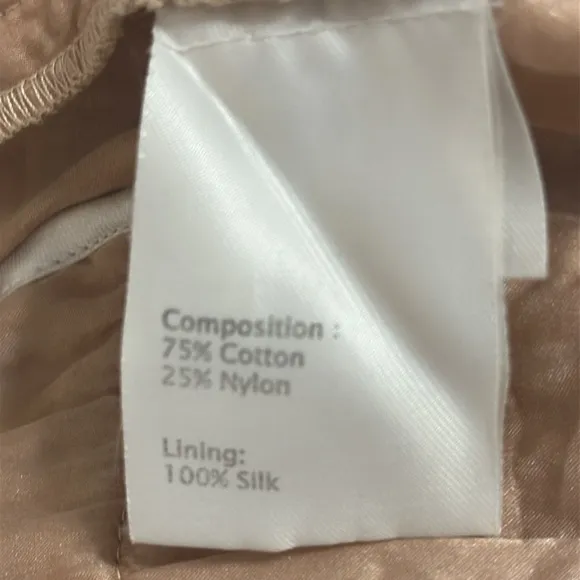 Composition :
75% Cotton
25% Nylon
Lining:
100% Silk